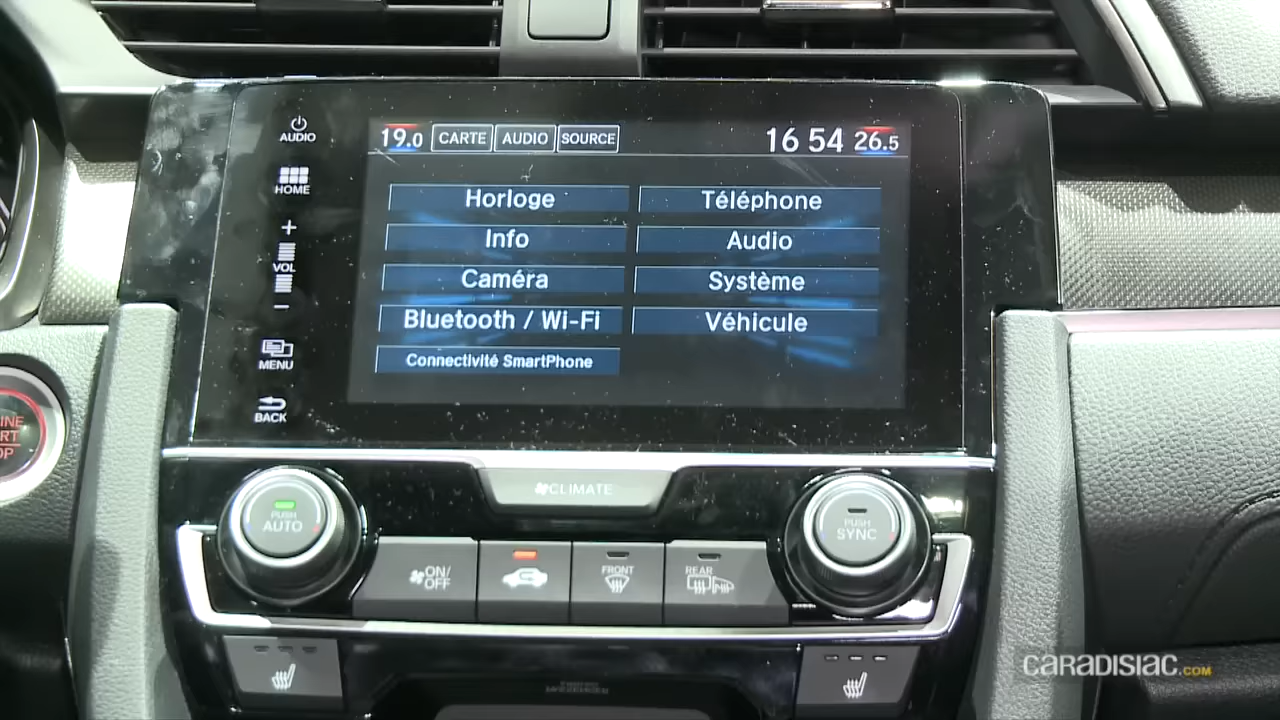 AUDIO
HOME
+
VOL
−
MENU
BACK
19.0 CARTE AUDIO SOURCE 16 54 26.5
Horloge Téléphone
Info Audio
Caméra Système
Bluetooth / Wi-Fi Véhicule
Connectivité SmartPhone
CLIMATE
PUSH
AUTO
ON/
OFF
FRONT
REAR
PUSH
SYNC
CARADISIAC.COM